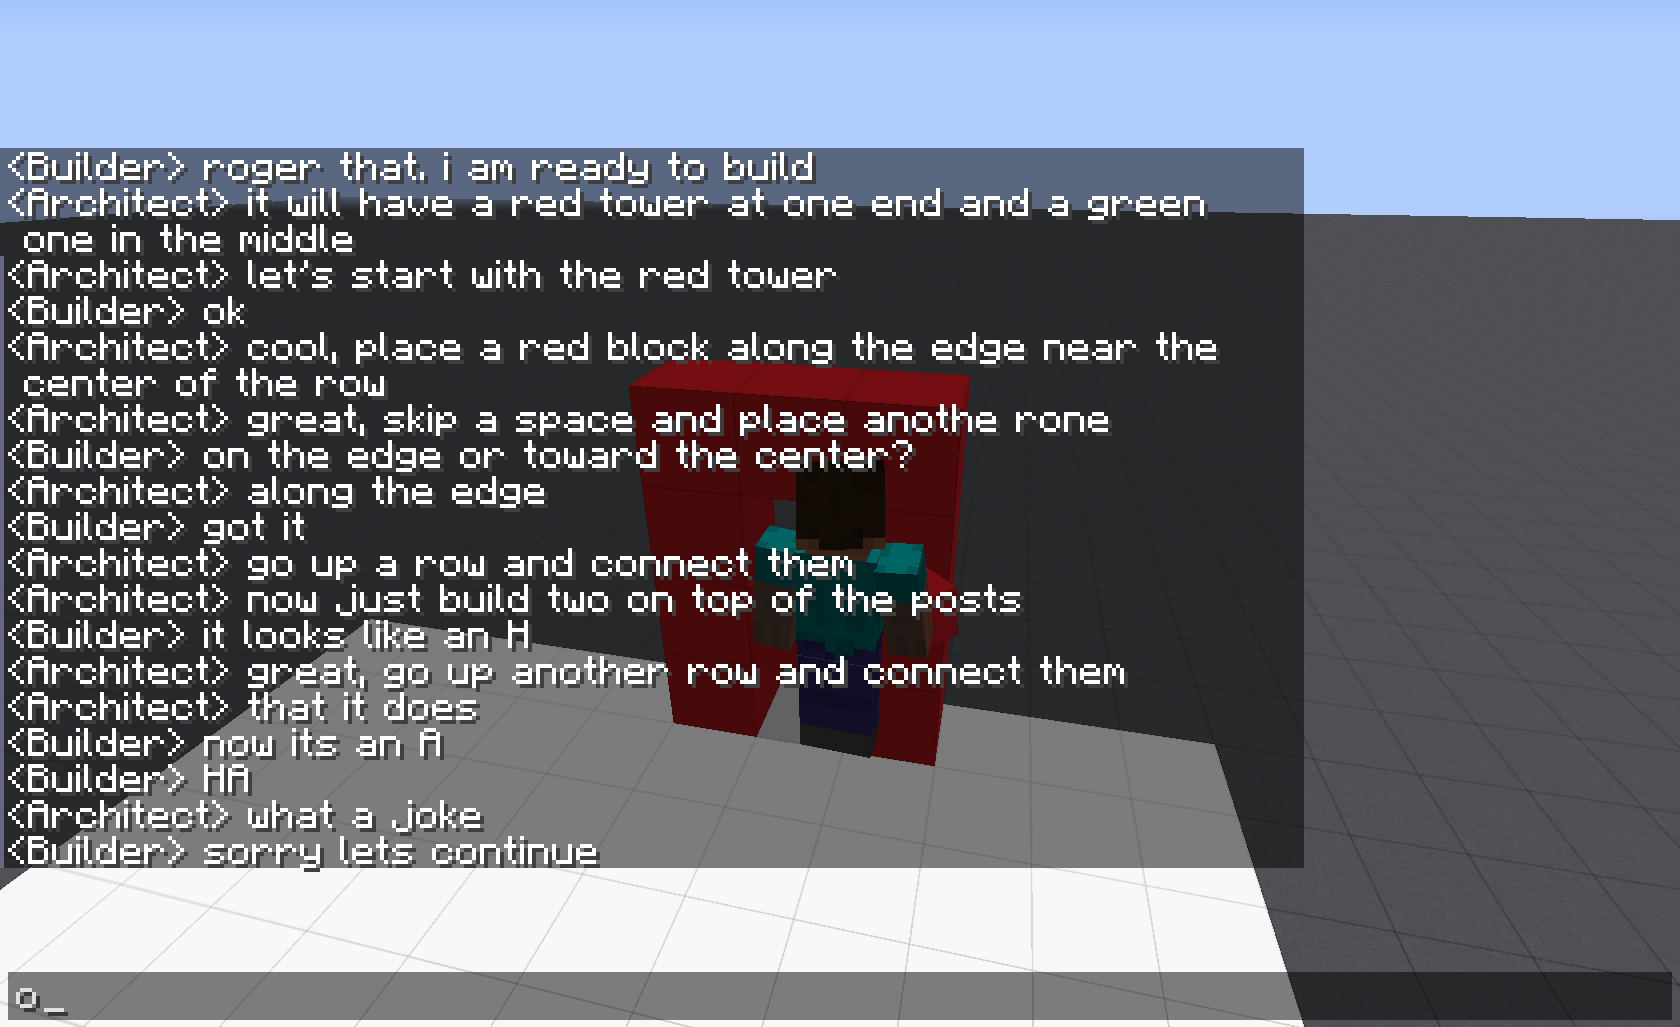 <Builder> roger that. i am ready to build
<Architect> it will have a red tower at one end and a green
one in the middle
<Architect> let's start with the red tower
<Builder> ok
<Architect> cool, place a red block along the edge near the
center of the row
<Architect> great, skip a space and place anothe rone
<Builder> on the edge or toward the center?
<Architect> along the edge
<Builder> got it
<Architect> go up a row and connect them
<Architect> now just build two on top of the posts
<Builder> it looks like an H
<Architect> great, go up another row and connect them
<Architect> that it does
<Builder> now its an A
<Builder> HA
<Architect> what a joke
<Builder> sorry lets continue
o_